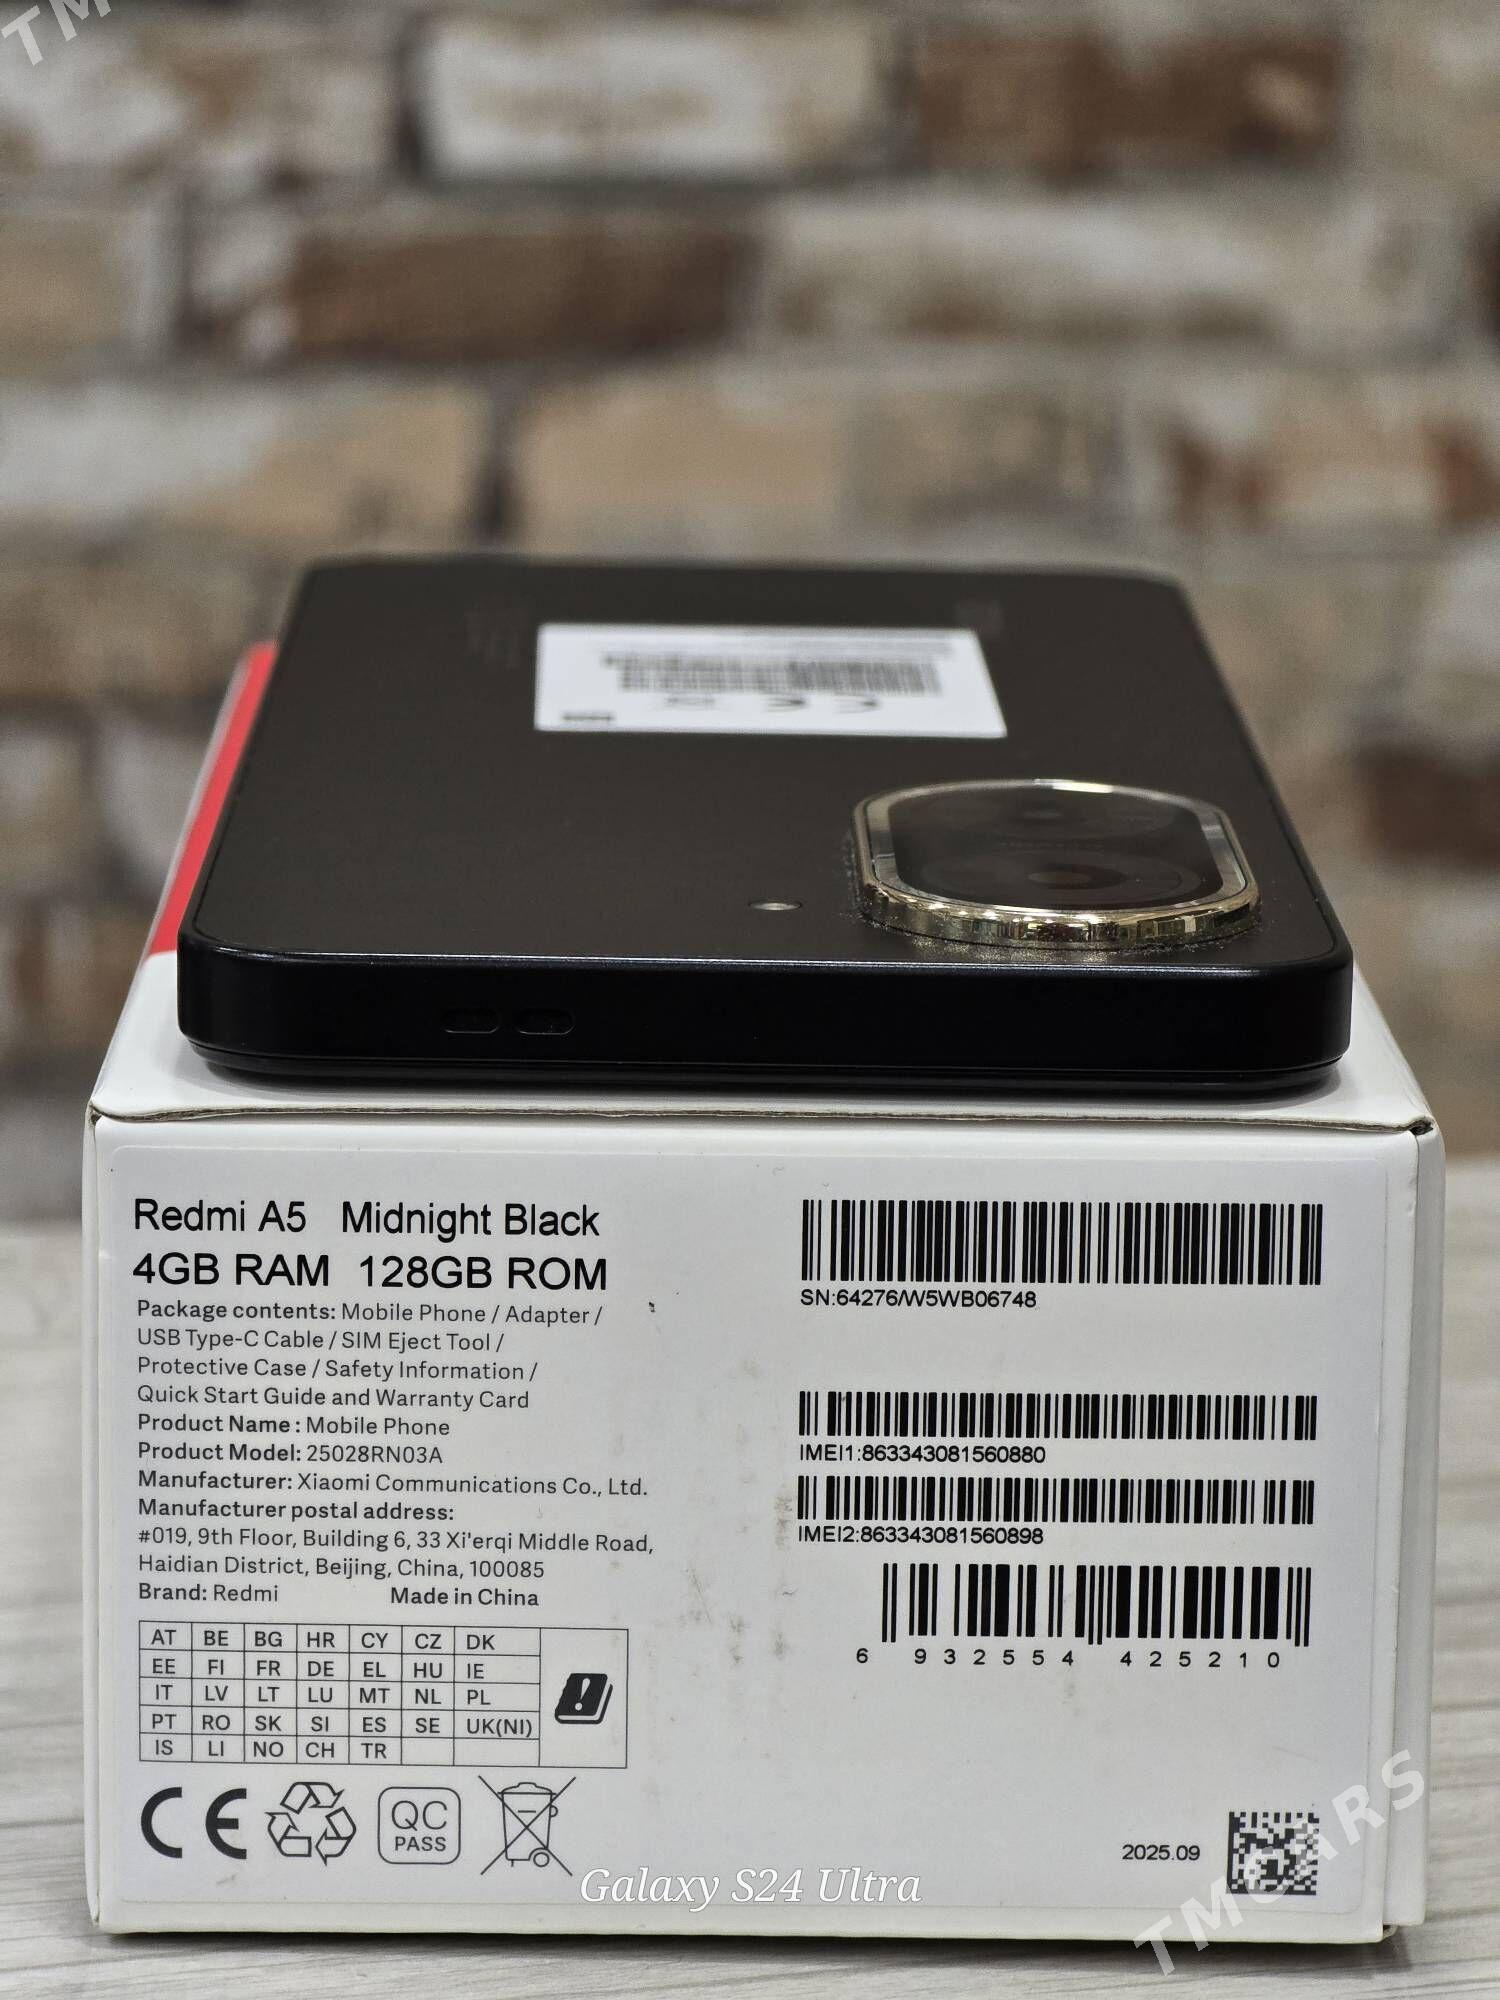 TM
Redmi A5 Midnight Black
4GB RAM 128GB ROM
Package contents: Mobile Phone / Adapter /
USB Type-C Cable / SIM Eject Tool /
Protective Case / Safety Information /
Quick Start Guide and Warranty Card
Product Name : Mobile Phone
Product Model: 25028RN03A
Manufacturer: Xiaomi Communications Co., Ltd.
Manufacturer postal address:
#019, 9th Floor, Building 6, 33 Xi'erqi Middle Road,
Haidian District, Beijing, China, 100085
Brand: Redmi Made in China
AT BE BG HR CY CZ DK
EE FI FR DE EL HU IE
IT LV LT LU MT NL PL
PT RO SK SI ES SE UK(NI)
IS LI NO CH TR
CE QC
PASS
SN:64276/W5WB06748
IMEI1:863343081560880
IMEI2:863343081560898
6 932554 425210
2025.09
Galaxy S24 Ultra
TMCARS